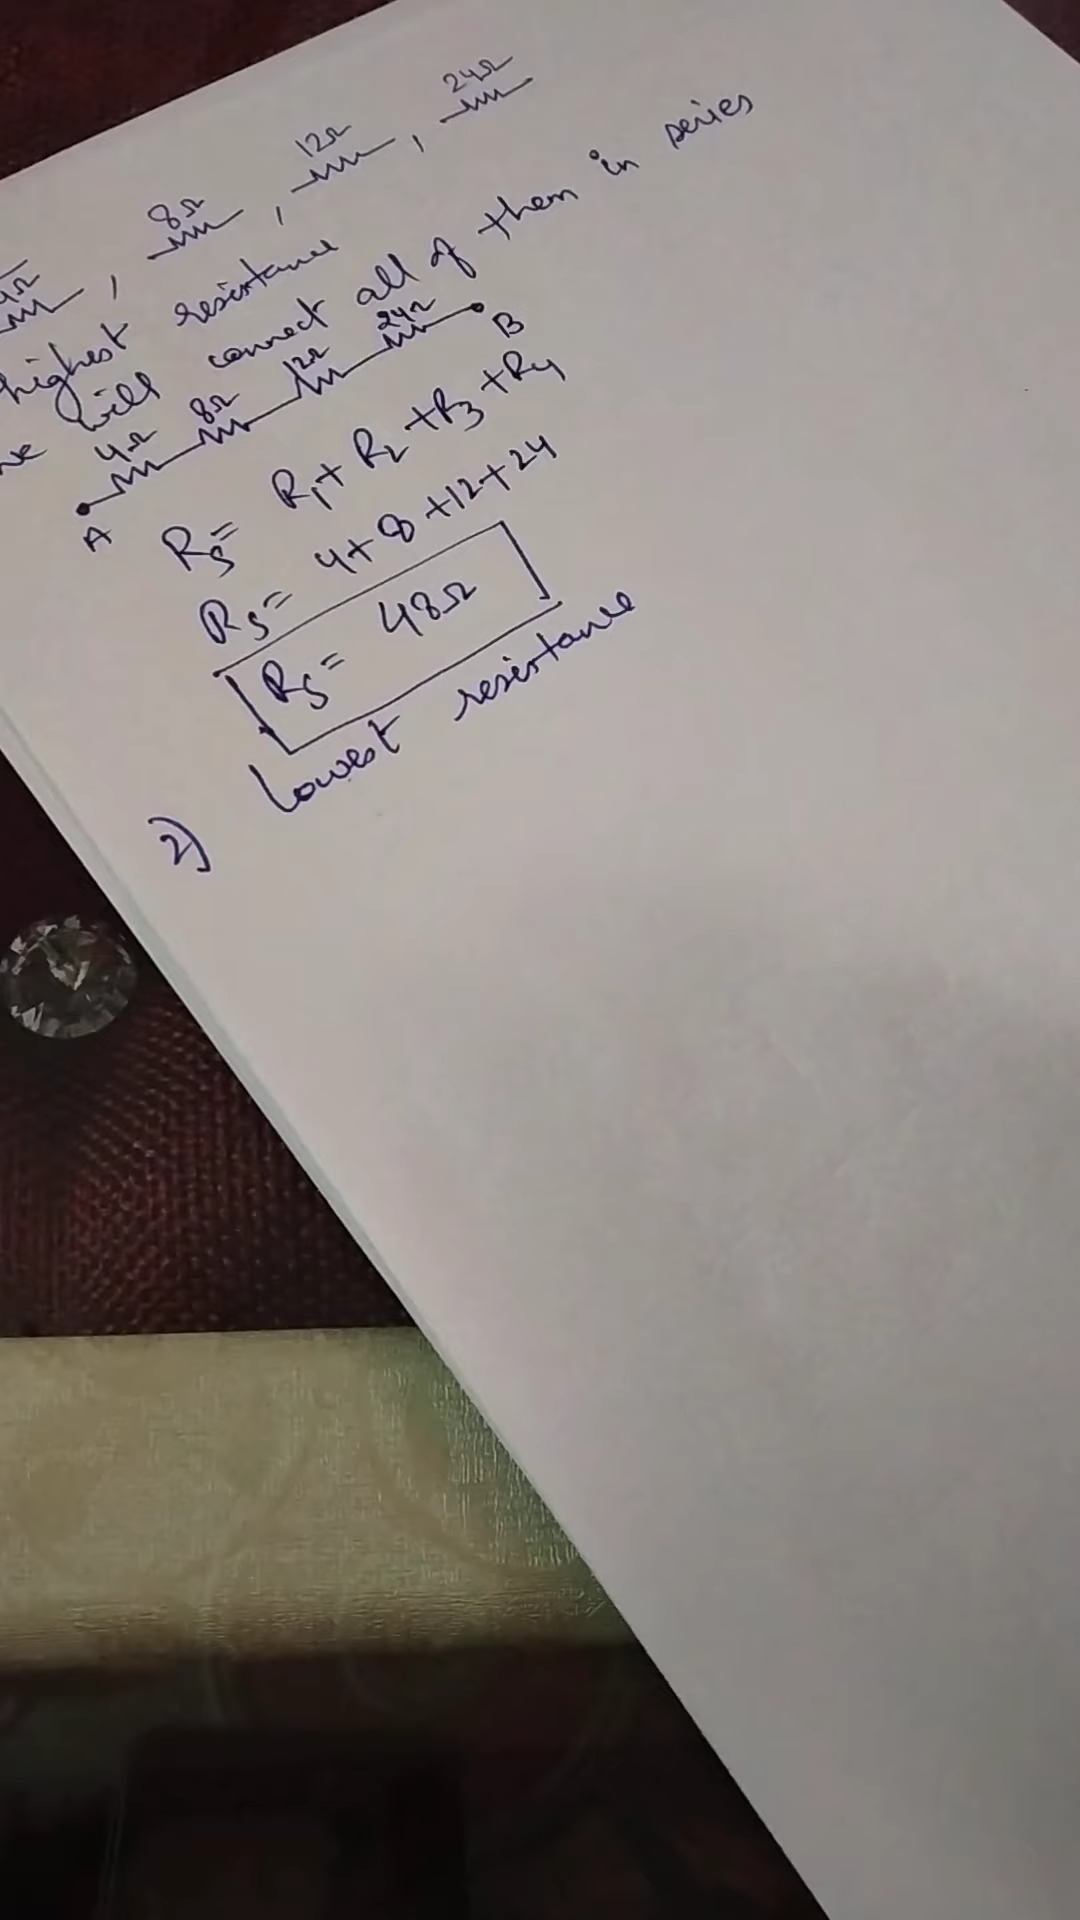 4Ω, 8Ω, 12Ω, 24Ω
highest resistance
we will connect all of them in series
4Ω 8Ω 12Ω 24Ω
A B
Rs= R1+ R2 +R3 +R4
Rs= 4+ 8 +12+ 24
Rs= 48Ω
2) Lowest resistance